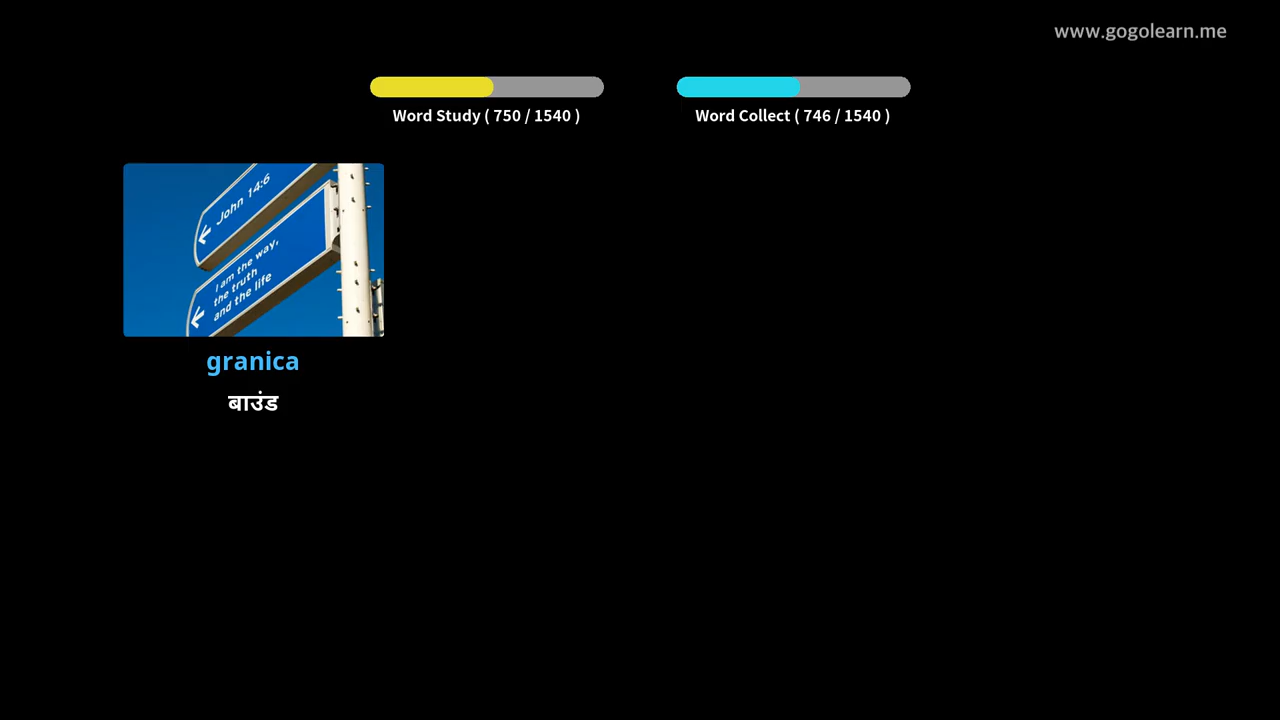 www.gogolearn.me
Word Study ( 750 / 1540 )
Word Collect ( 746 / 1540 )
John 14:6
I am the way,
the truth
and the life
granica
बाउंड